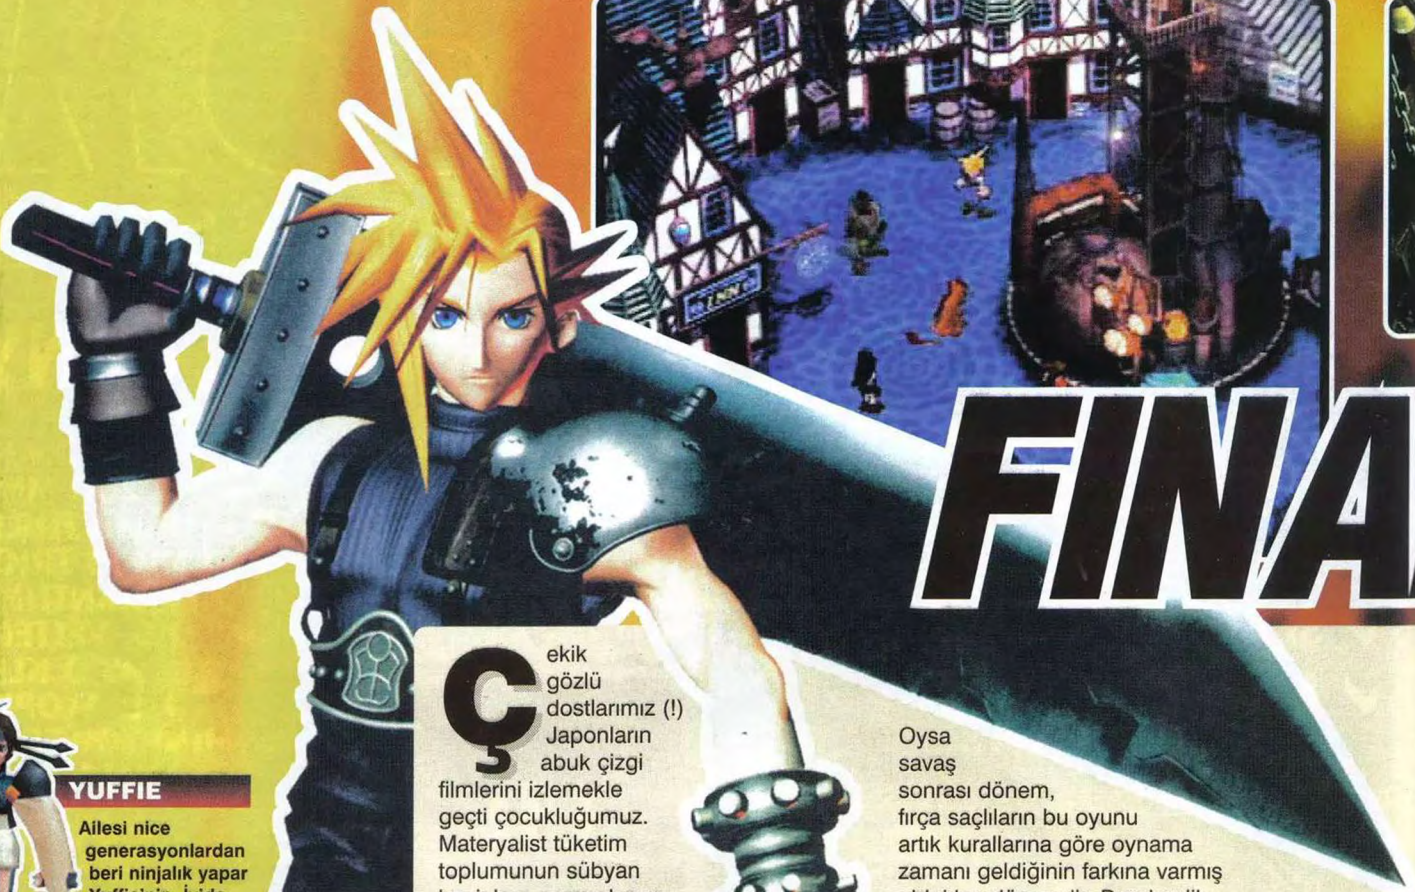 FINA
INN
YUFFIE
Ailesi nice
generasyonlardan
beri ninjalık yapar
Çekik
gözlü
dostlarımız (!)
Japonların
abuk çizgi
filmlerini izlemekle
geçti çocukluğumuz.
Materyalist tüketim
toplumunun sübyan
Oysa
savaş
sonrası dönem,
fırça saçlıların bu oyunu
artık kurallarına göre oynama
zamanı geldiğinin farkına varmış